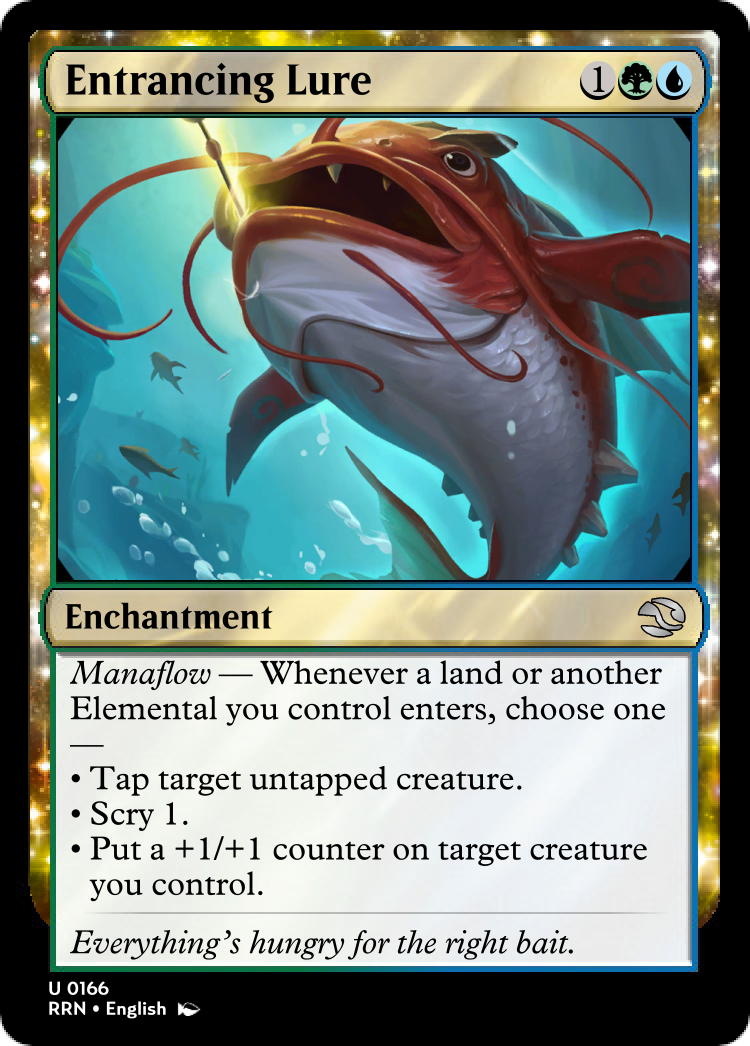 Entrancing Lure 1
Enchantment
Manaflow — Whenever a land or another
Elemental you control enters, choose one
—
• Tap target untapped creature.
• Scry 1.
• Put a +1/+1 counter on target creature
you control.
Everything's hungry for the right bait.
U 0166
RRN • English